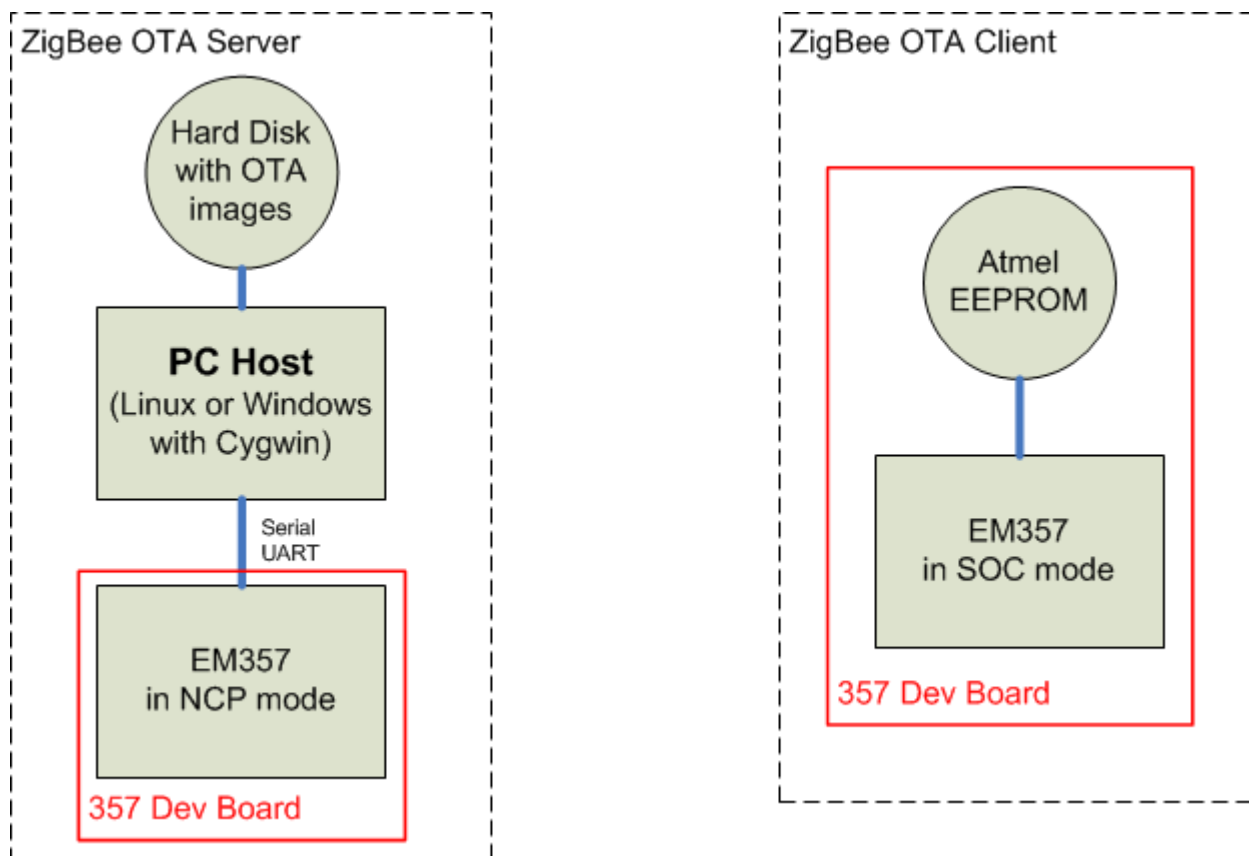 ZigBee OTA Server
Hard Disk
with OTA
images
PC Host
(Linux or Windows
with Cygwin)
Serial
UART
EM357
in NCP mode
357 Dev Board
ZigBee OTA Client
Atmel
EEPROM
EM357
in SOC mode
357 Dev Board